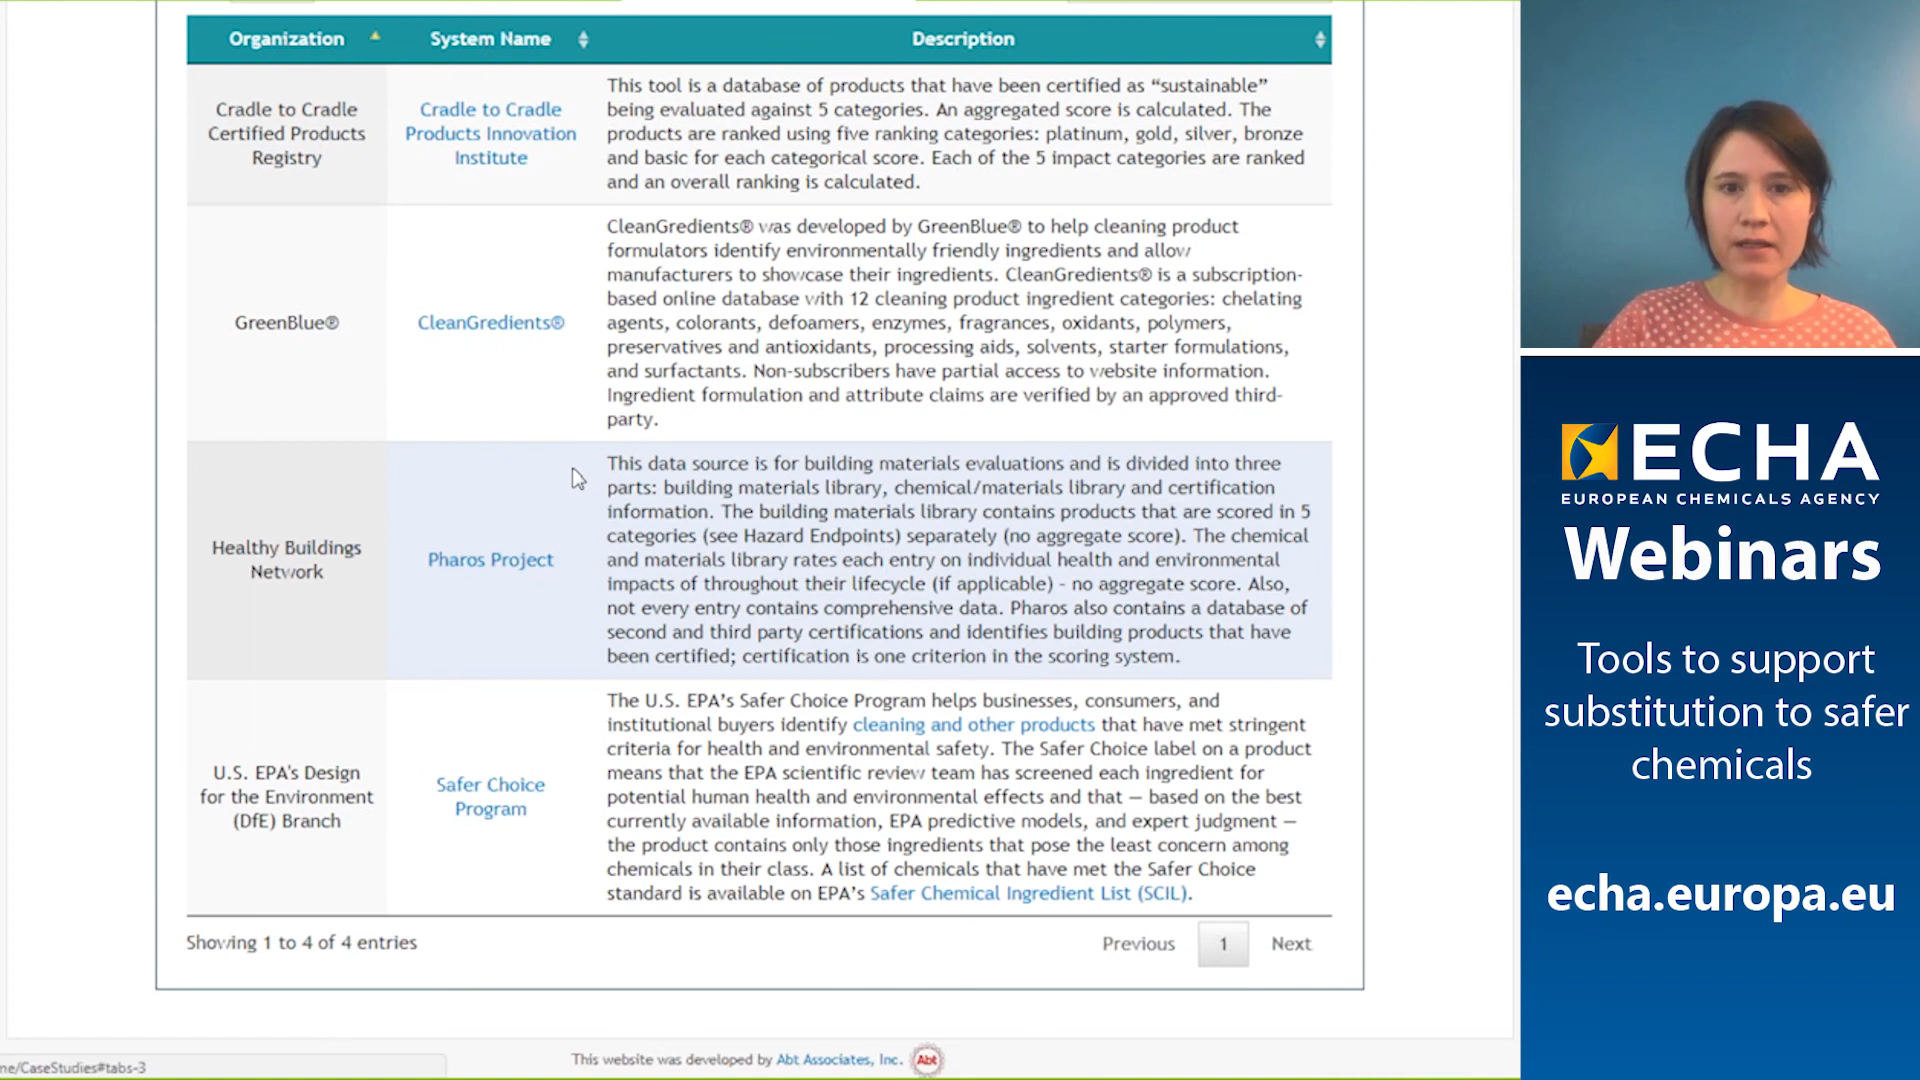 Organization
System Name
Description
Cradle to Cradle
Certified Products
Registry
Cradle to Cradle
Products Innovation
Institute
This tool is a database of products that have been certified as “sustainable”
being evaluated against 5 categories. An aggregated score is calculated. The
products are ranked using five ranking categories: platinum, gold, silver, bronze
and basic for each categorical score. Each of the 5 impact categories are ranked
and an overall ranking is calculated.
GreenBlue®
CleanGredients®
CleanGredients® was developed by GreenBlue® to help cleaning product
formulators identify environmentally friendly ingredients and allow
manufacturers to showcase their ingredients. CleanGredients® is a subscription-
based online database with 12 cleaning product ingredient categories: chelating
agents, colorants, defoamers, enzymes, fragrances, oxidants, polymers,
preservatives and antioxidants, processing aids, solvents, starter formulations,
and surfactants. Non-subscribers have partial access to website information.
Ingredient formulation and attribute claims are verified by an approved third-
party.
Healthy Buildings
Network
Pharos Project
This data source is for building materials evaluations and is divided into three
parts: building materials library, chemical/materials library and certification
information. The building materials library contains products that are scored in 5
categories (see Hazard Endpoints) separately (no aggregate score). The chemical
and materials library rates each entry on individual health and environmental
impacts of throughout their lifecycle (if applicable) - no aggregate score. Also,
not every entry contains comprehensive data. Pharos also contains a database of
second and third party certifications and identifies building products that have
been certified; certification is one criterion in the scoring system.
U.S. EPA's Design
for the Environment
(DfE) Branch
Safer Choice
Program
The U.S. EPA’s Safer Choice Program helps businesses, consumers, and
institutional buyers identify cleaning and other products that have met stringent
criteria for health and environmental safety. The Safer Choice label on a product
means that the EPA scientific review team has screened each ingredient for
potential human health and environmental effects and that — based on the best
currently available information, EPA predictive models, and expert judgment —
the product contains only those ingredients that pose the least concern among
chemicals in their class. A list of chemicals that have met the Safer Choice
standard is available on EPA’s Safer Chemical Ingredient List (SCIL).
Showing 1 to 4 of 4 entries
Previous 1 Next
This website was developed by Abt Associates, Inc. Abt
me/CaseStudies#tabs-3
ECHA
EUROPEAN CHEMICALS AGENCY
Webinars
Tools to support
substitution to safer
chemicals
echa.europa.eu